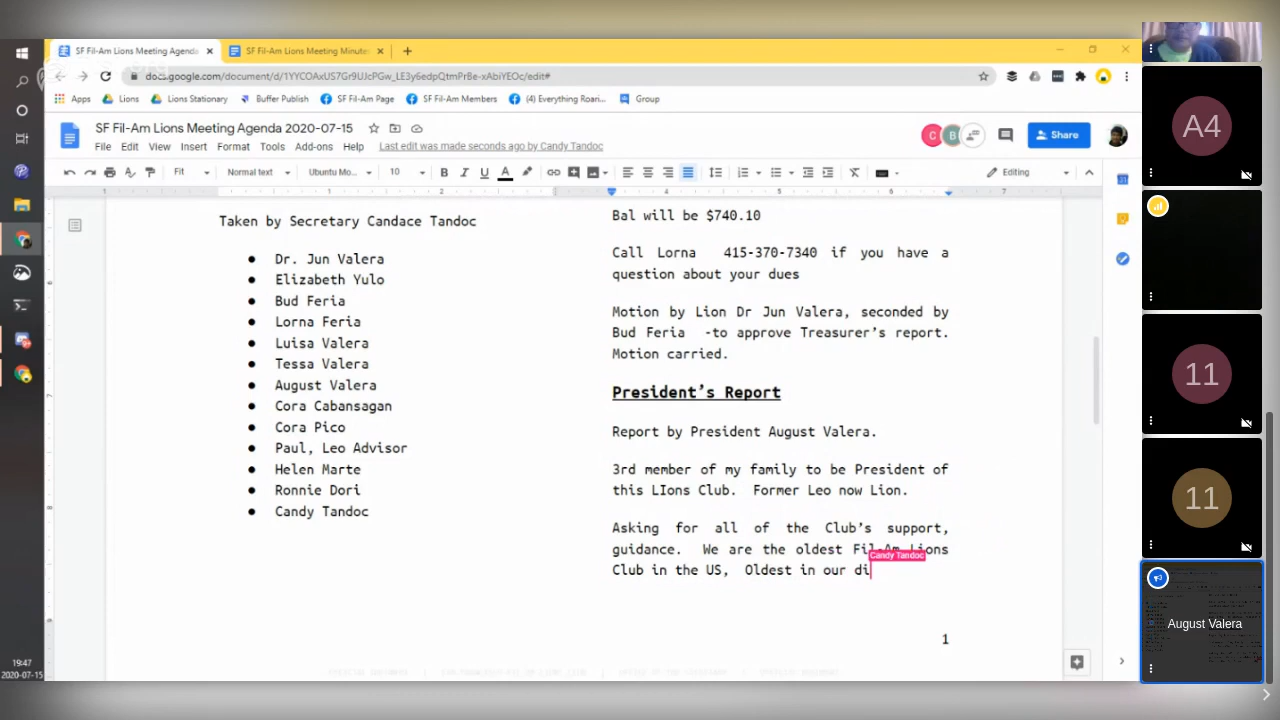 SF Fil-Am Lions Meeting Agenda
SF Fil-Am Lions Meeting Minute
docs.google.com/document/d/1YYCOAxUS7Gr9UJcPGw_LE3y6edpQtmPrBe-xAbiYEOc/edit#
Apps Lions Lions Stationary Buffer Publish SF Fil-Am Page SF Fil-Am Members (4) (Everything Roari... Group
SF Fil-Am Lions Meeting Agenda 2020-07-15
Share
File Edit View Insert Format Tools Add-ons Help Last edit was made seconds ago by Candy Tandoc
Fit Normal text Ubuntu Mo... 10 B I U A Editing
1 1 2 3 4 5 6 7
Taken by Secretary Candace Tandoc
● Dr. Jun Valera
● Elizabeth Yulo
● Bud Feria
● Lorna Feria
● Luisa Valera
● Tessa Valera
● August Valera
● Cora Cabansagan
● Cora Pico
● Paul, Leo Advisor
● Helen Marte
● Ronnie Dori
● Candy Tandoc
Bal will be $740.10
Call Lorna 415-370-7340 if you have a
question about your dues
Motion by Lion Dr Jun Valera, seconded by
Bud Feria -to approve Treasurer's report.
Motion carried.
President's Report
Report by President August Valera.
3rd member of my family to be President of
this LIons Club. Former Leo now Lion.
Asking for all of the Club's support,
guidance. We are the oldest Fil-Am Lions
Candy Tandoc
Club in the US, Oldest in our di
1
A4
11
11
August Valera
19:47
2020-07-15